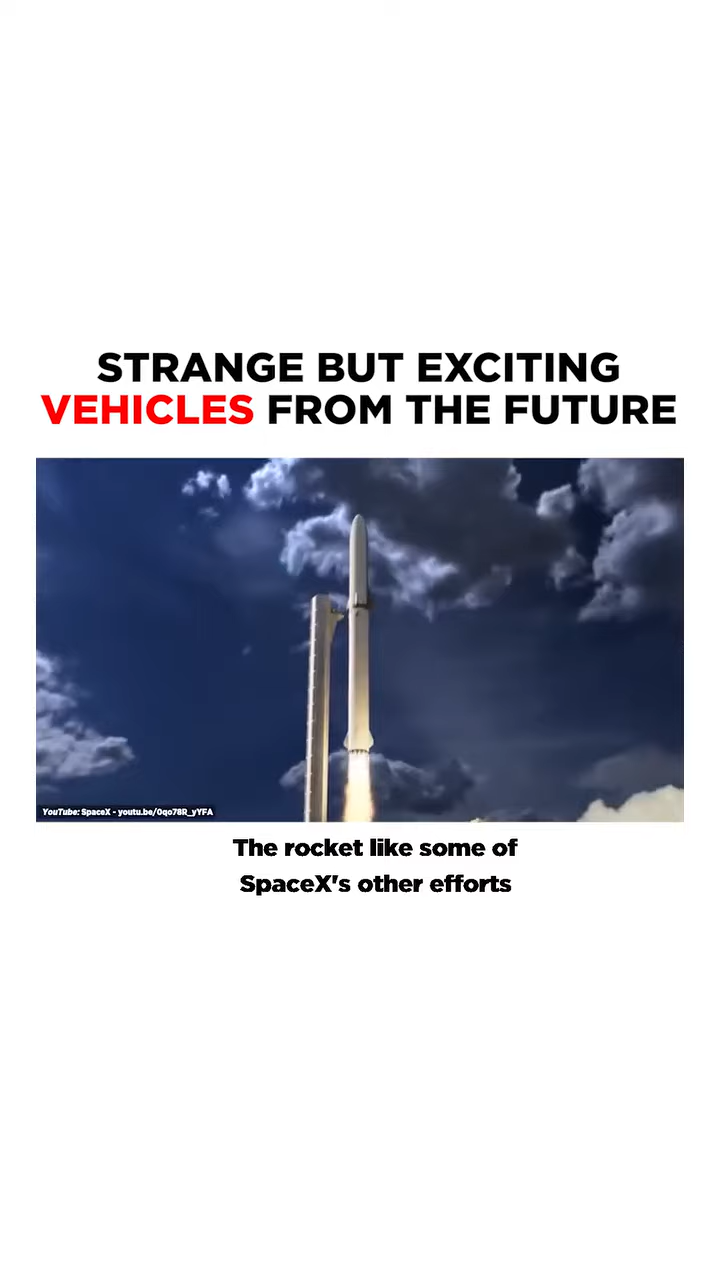 STRANGE BUT EXCITING
VEHICLES FROM THE FUTURE
YouTube: SpaceX - youtu.be/0qo78R_yYFA
The rocket like some of
SpaceX's other efforts